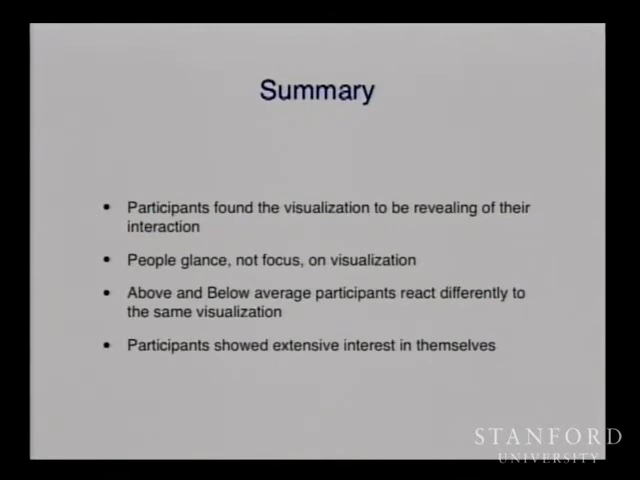 Summary
• Participants found the visualization to be revealing of their
interaction
• People glance, not focus, on visualization
• Above and Below average participants react differently to
the same visualization
• Participants showed extensive interest in themselves
STANFORD
UNIVERSITY